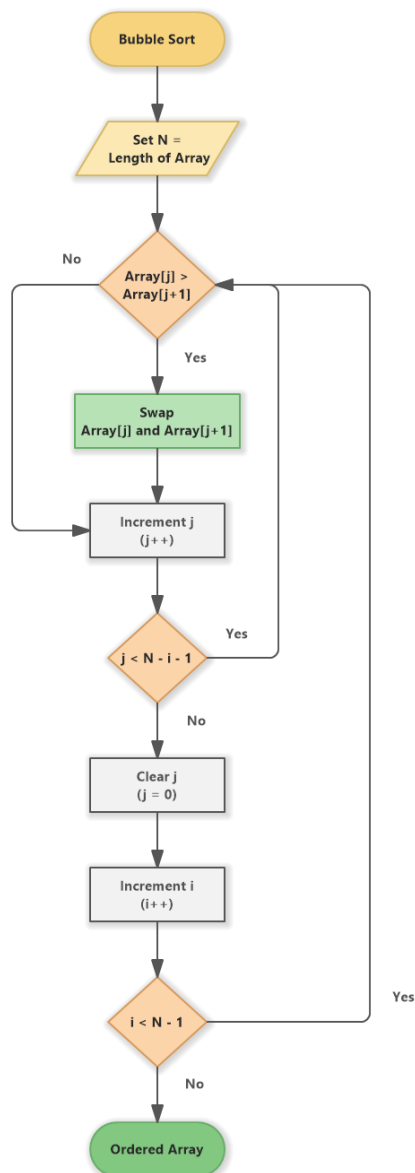 Bubble Sort
Set N =
Length of Array
No
Array[j] >
Array[j+1]
Yes
Swap
Array[j] and Array[j+1]
Increment j
(j++)
Yes
j < N - i - 1
No
Clear j
(j = 0)
Increment i
(i++)
Yes
i < N - 1
No
Ordered Array